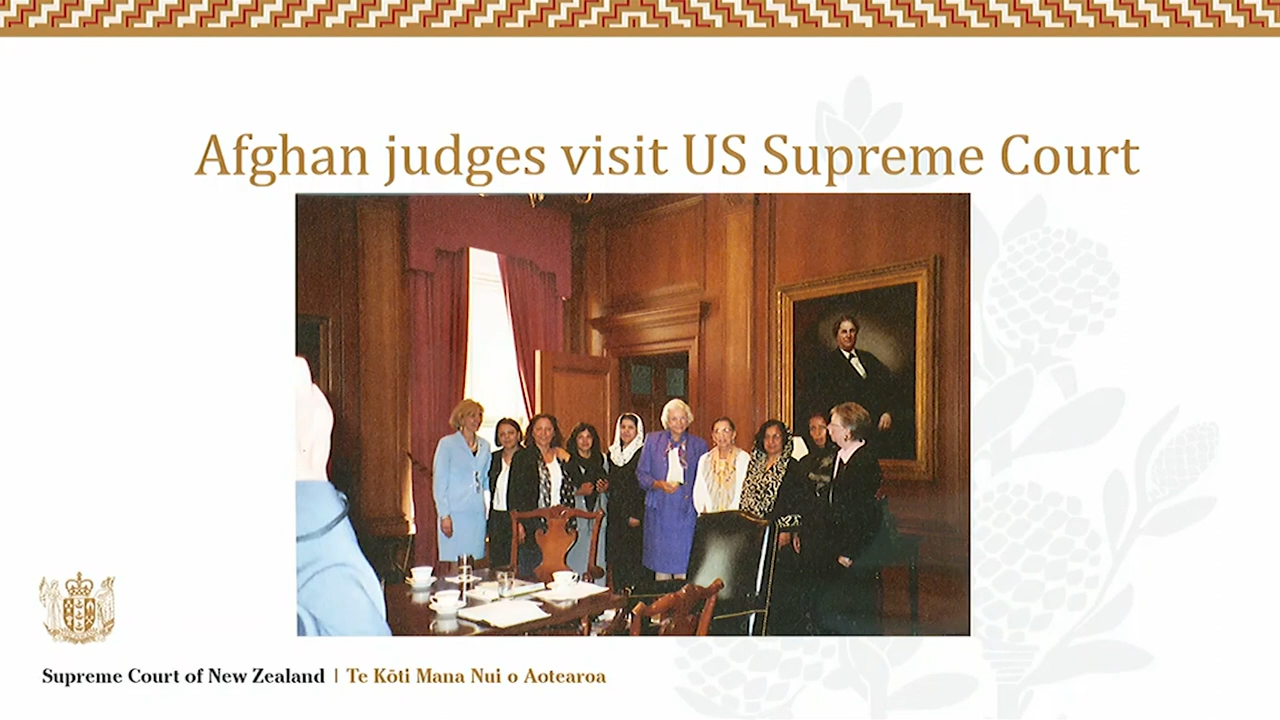 Afghan judges visit US Supreme Court
Supreme Court of New Zealand | Te Kōti Mana Nui o Aotearoa